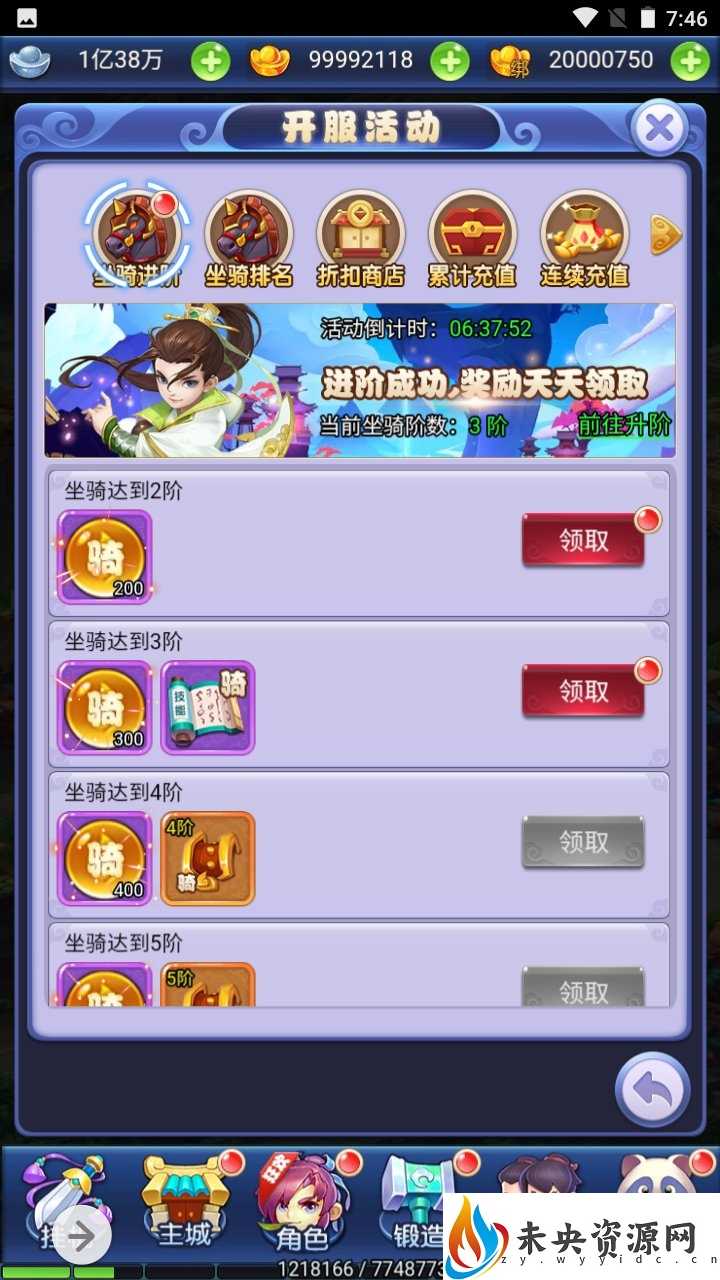 7:46
1亿38万
99992118
绑
20000750
开服活动
坐骑进阶
坐骑排名
折扣商店
累计充值
连续充值
活动倒计时：06:37:52
进阶成功,奖励天天领取
当前坐骑阶数：3 阶
前往升阶
坐骑达到2阶
骑
200
领取
坐骑达到3阶
骑
300
技能
骑
领取
坐骑达到4阶
骑
400
4阶
骑
领取
坐骑达到5阶
骑
5阶
领取
主城
狂欢
角色
锻造
1218166 / 7748773
未央资源网
zy.wyyidc.cn